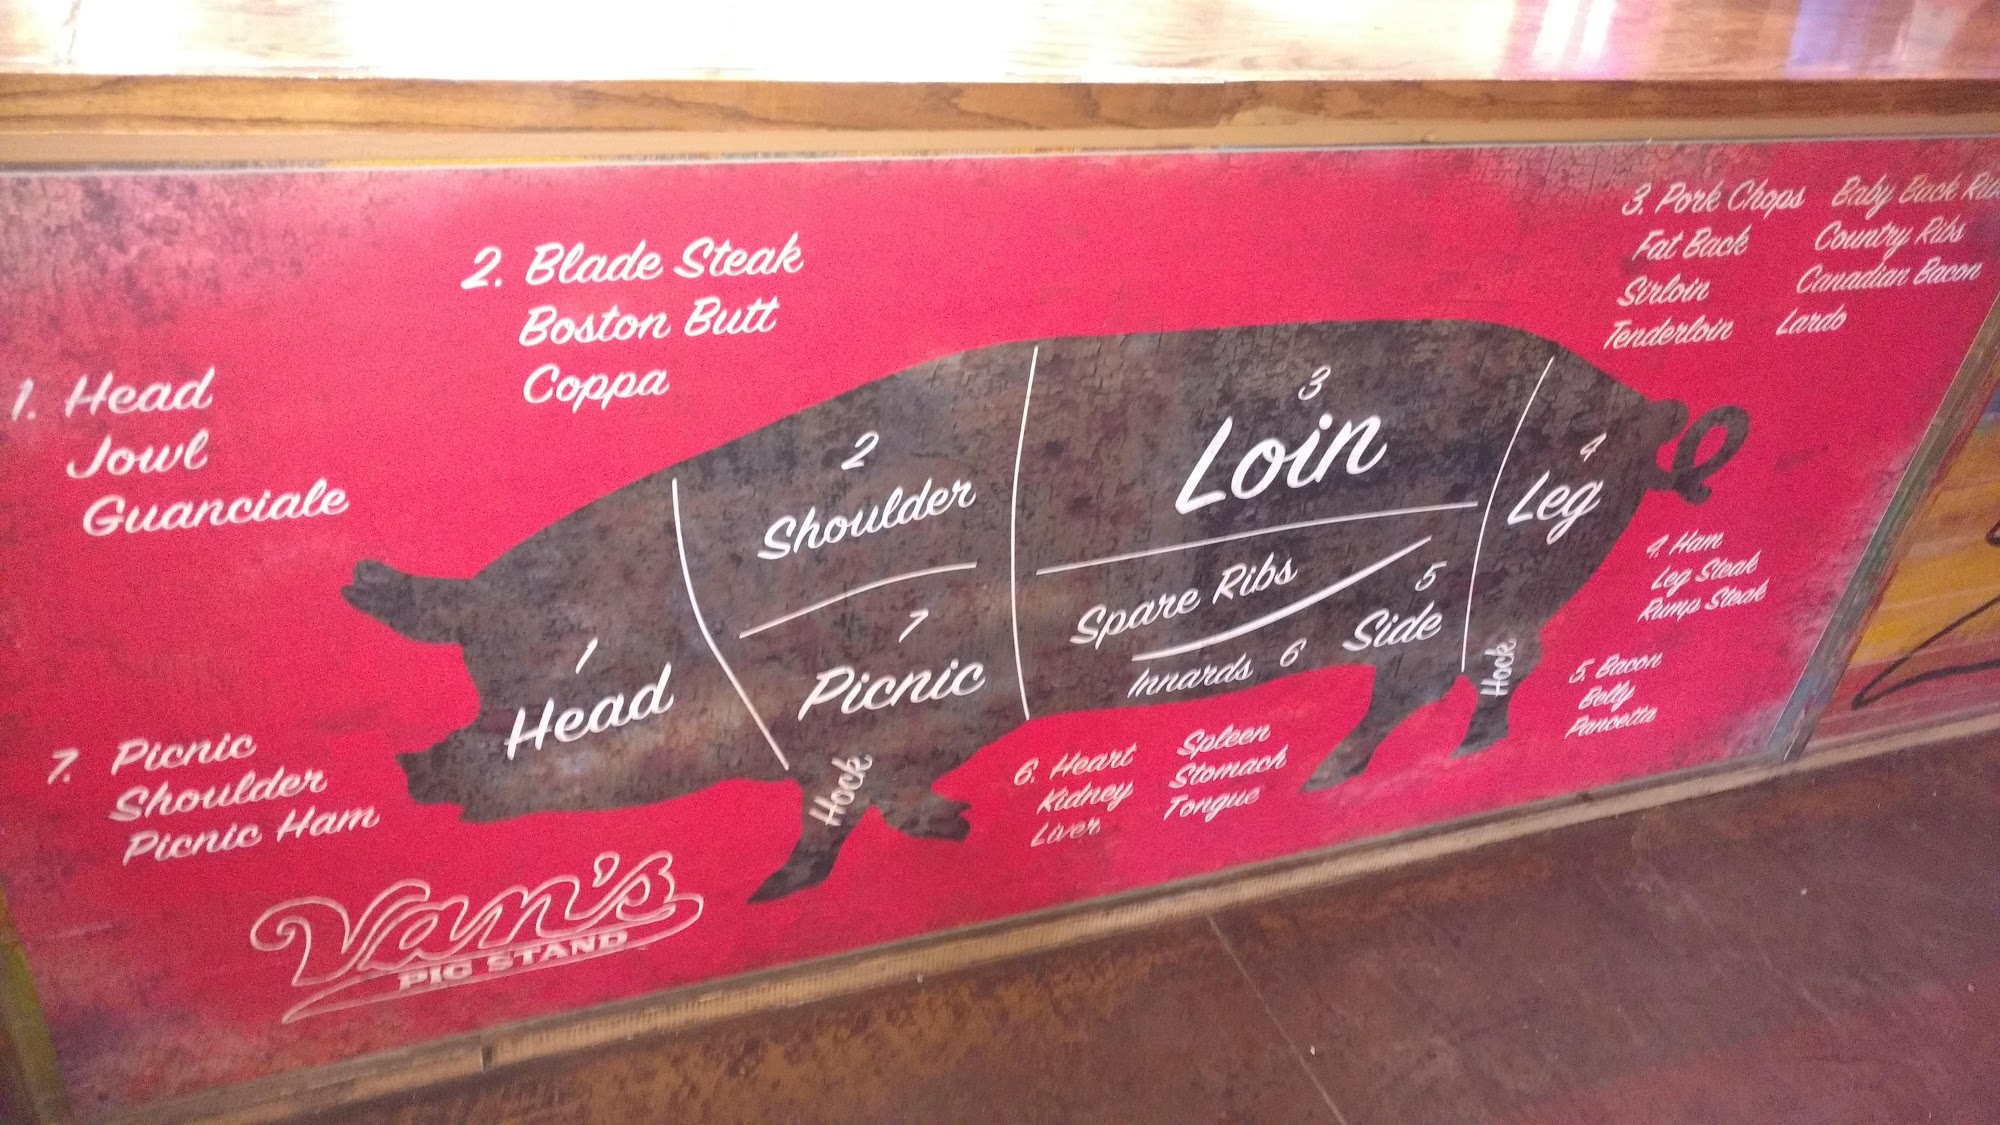 1. Head
Jowl
Guanciale
2. Blade Steak
Boston Butt
Coppa
3. Pork Chops
Fat Back
Sirloin
Tenderloin
Baby Back
Country Ribs
Canadian Bacon
Lardo
2
Shoulder
3
Loin
4
Leg
1
Head
7
Picnic
Spare Ribs
5
Side
Innards 6
Hock
Hock
4. Ham
Leg Steak
Rump Steak
5. Bacon
Belly
Pancetta
6. Heart
Kidney
Liver
Spleen
Stomach
Tongue
7. Picnic
Shoulder
Picnic Ham
Van's
PIG STAND